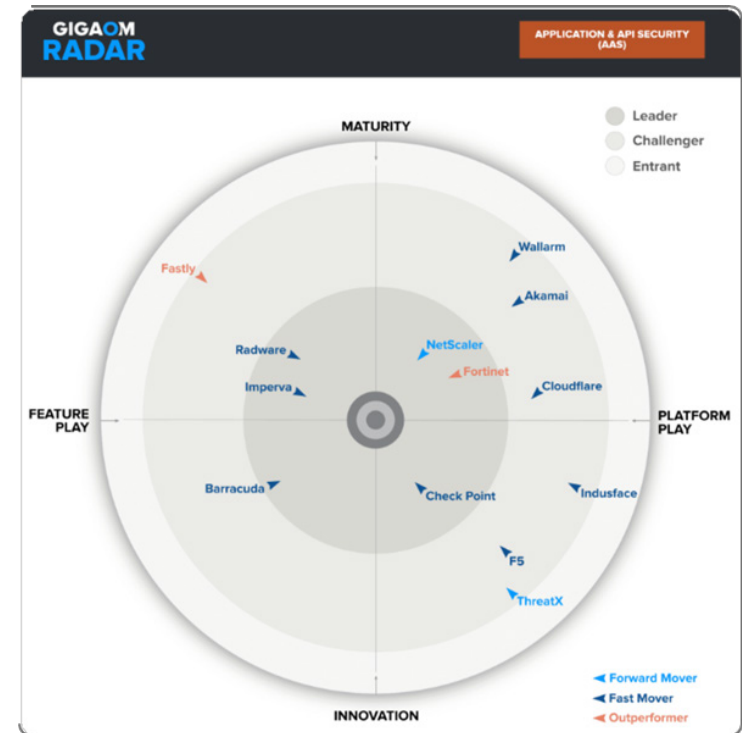 GIGAOM
RADAR
APPLICATION & API SECURITY
(AAS)
Leader
Challenger
Entrant
MATURITY
Wallarm
Fastly
Akamai
NetScaler
Radware
Fortinet
Imperva
Cloudflare
FEATURE
PLAY
PLATFORM
PLAY
Barracuda
Check Point
Indusface
F5
ThreatX
Forward Mover
Fast Mover
Outperformer
INNOVATION